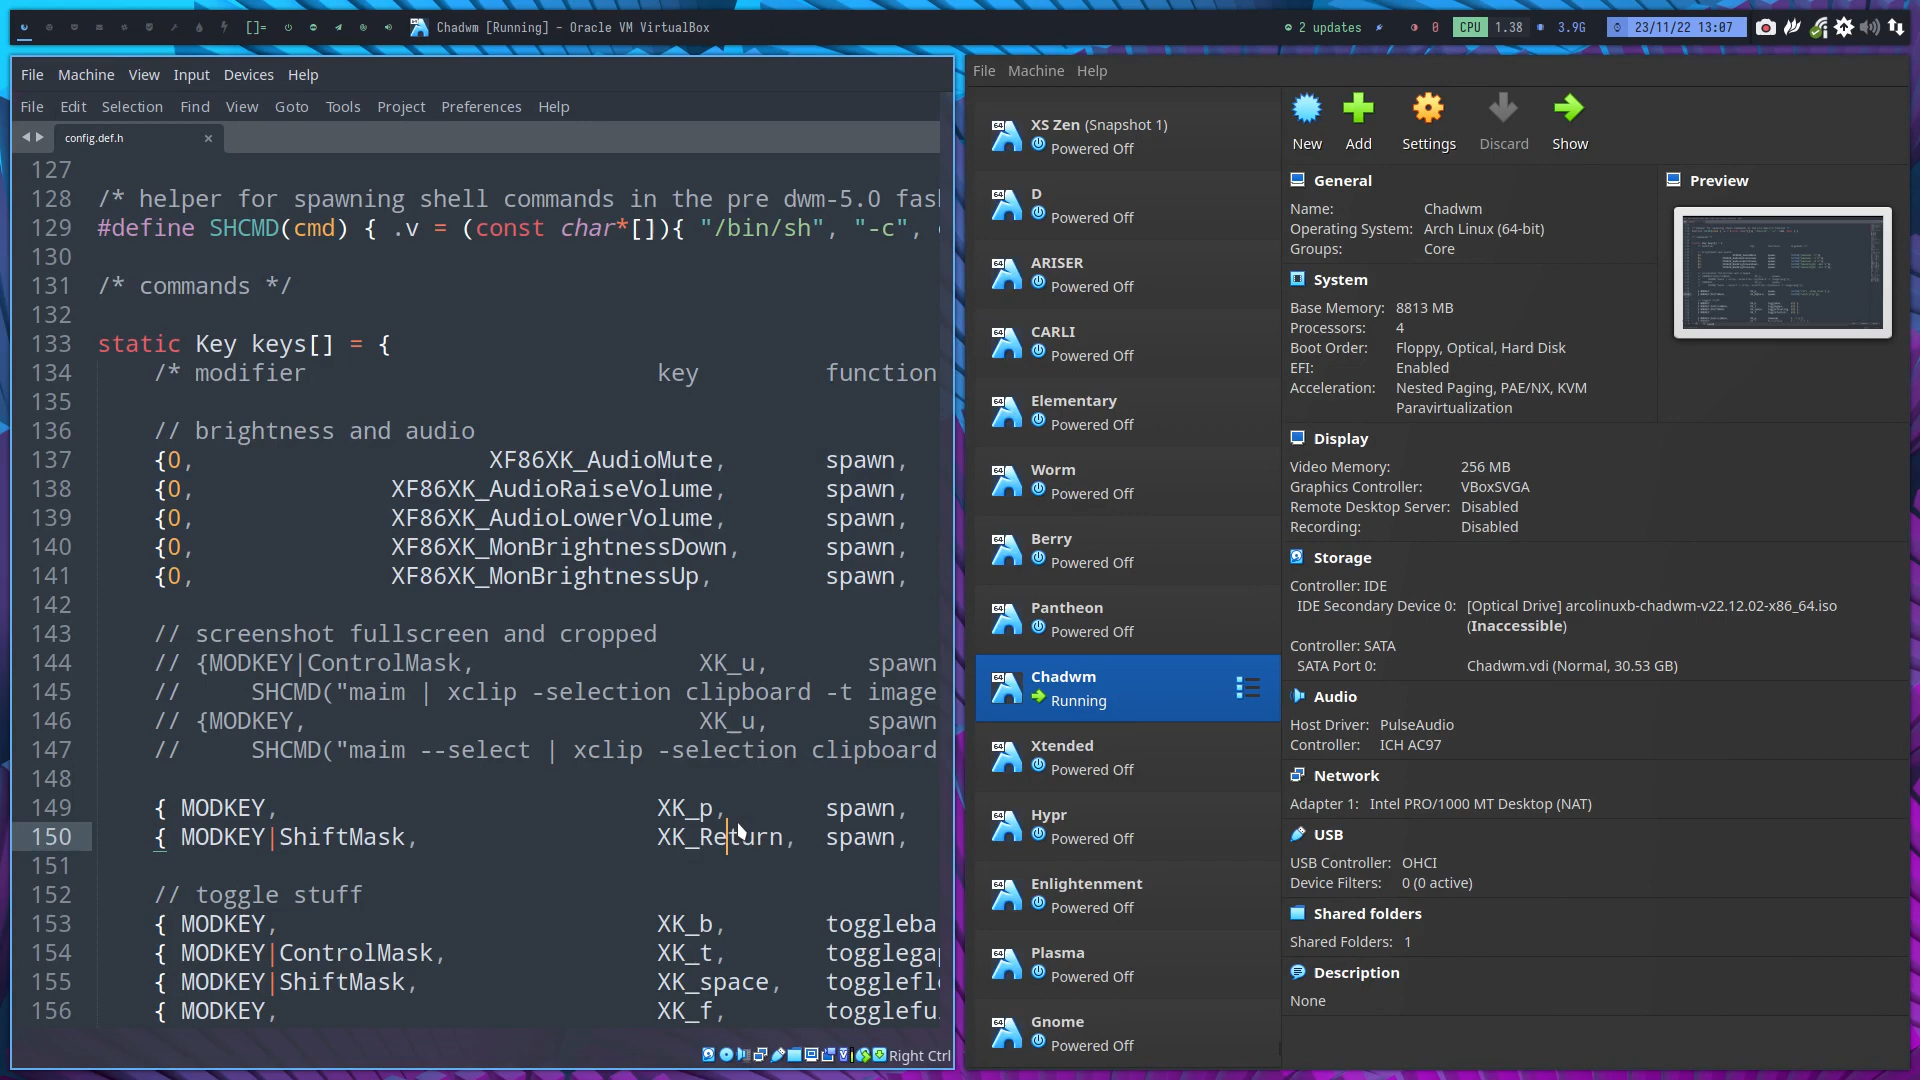 []=
Chadwm [Running] - Oracle VM VirtualBox
2 updates
0
CPU 1.38
3.9G
23/11/22 13:07
File Machine View Input Devices Help
File Edit Selection Find View Goto Tools Project Preferences Help
config.def.h
127
128 /* helper for spawning shell commands in the pre dwm-5.0 fas
129 #define SHCMD(cmd) { .v = (const char*[]){ "/bin/sh", "-c",
130
131 /* commands */
132
133 static Key keys[] = {
134 /* modifier key function
135
136 // brightness and audio
137 {0, XF86XK_AudioMute, spawn,
138 {0, XF86XK_AudioRaiseVolume, spawn,
139 {0, XF86XK_AudioLowerVolume, spawn,
140 {0, XF86XK_MonBrightnessDown, spawn,
141 {0, XF86XK_MonBrightnessUp, spawn,
142
143 // screenshot fullscreen and cropped
144 // {MODKEY|ControlMask, XK_u, spawn
145 // SHCMD("maim | xclip -selection clipboard -t image
146 // {MODKEY, XK_u, spawn
147 // SHCMD("maim --select | xclip -selection clipboard
148
149 { MODKEY, XK_p, spawn,
150 { MODKEY|ShiftMask, XK_Return, spawn,
151
152 // toggle stuff
153 { MODKEY, XK_b, toggleba
154 { MODKEY|ControlMask, XK_t, togglega
155 { MODKEY|ShiftMask, XK_space, togglefl
156 { MODKEY, XK_f, togglefu
Right Ctrl
File Machine Help
XS Zen (Snapshot 1)
Powered Off
D
Powered Off
ARISER
Powered Off
CARLI
Powered Off
Elementary
Powered Off
Worm
Powered Off
Berry
Powered Off
Pantheon
Powered Off
Chadwm
Running
Xtended
Powered Off
Hypr
Powered Off
Enlightenment
Powered Off
Plasma
Powered Off
Gnome
Powered Off
New Add Settings Discard Show
General
Name: Chadwm
Operating System: Arch Linux (64-bit)
Groups: Core
System
Base Memory: 8813 MB
Processors: 4
Boot Order: Floppy, Optical, Hard Disk
EFI: Enabled
Acceleration: Nested Paging, PAE/NX, KVM
Paravirtualization
Preview
Display
Video Memory: 256 MB
Graphics Controller: VBoxSVGA
Remote Desktop Server: Disabled
Recording: Disabled
Storage
Controller: IDE
IDE Secondary Device 0: [Optical Drive] arcolinuxb-chadwm-v22.12.02-x86_64.iso
(Inaccessible)
Controller: SATA
SATA Port 0: Chadwm.vdi (Normal, 30.53 GB)
Audio
Host Driver: PulseAudio
Controller: ICH AC97
Network
Adapter 1: Intel PRO/1000 MT Desktop (NAT)
USB
USB Controller: OHCI
Device Filters: 0 (0 active)
Shared folders
Shared Folders: 1
Description
None